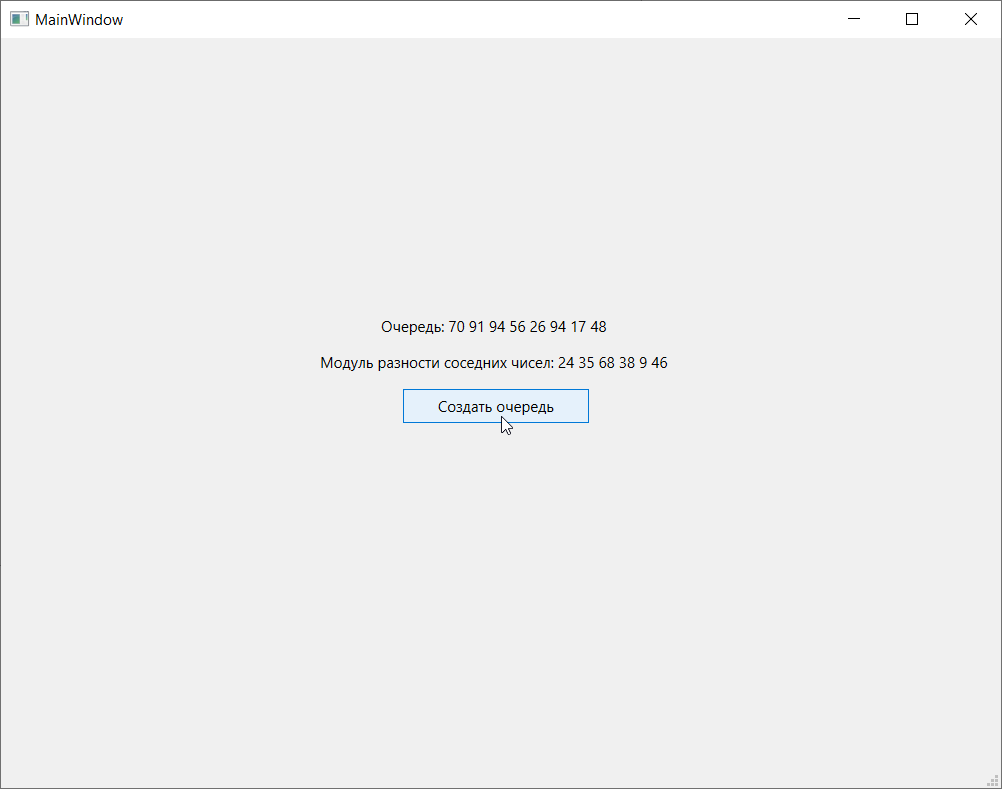 MainWindow
Очередь: 70 91 94 56 26 94 17 48
Модуль разности соседних чисел: 24 35 68 38 9 46
Создать очередь